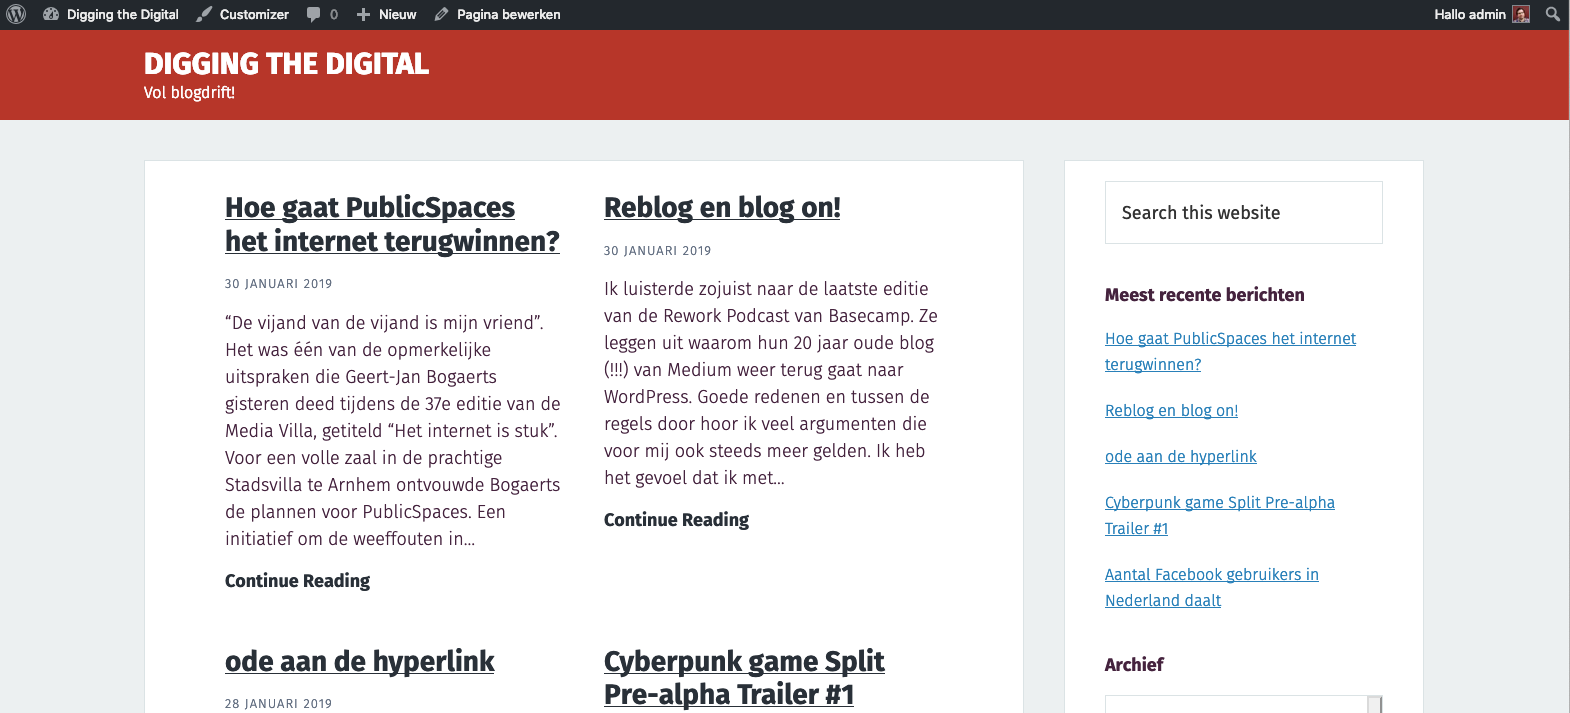 Digging the Digital Customizer 0 Nieuw Pagina bewerken Hallo admin
DIGGING THE DIGITAL
Vol blogdrift!
Hoe gaat PublicSpaces
het internet terugwinnen?
30 JANUARI 2019
“De vijand van de vijand is mijn vriend”.
Het was één van de opmerkelijke
uitspraken die Geert-Jan Bogaerts
gisteren deed tijdens de 37e editie van de
Media Villa, getiteld “Het internet is stuk”.
Voor een volle zaal in de prachtige
Stadsvilla te Arnhem ontvouwde Bogaerts
de plannen voor PublicSpaces. Een
initiatief om de weeffouten in...
Continue Reading
Reblog en blog on!
30 JANUARI 2019
Ik luisterde zojuist naar de laatste editie
van de Rework Podcast van Basecamp. Ze
leggen uit waarom hun 20 jaar oude blog
(!!!) van Medium weer terug gaat naar
WordPress. Goede redenen en tussen de
regels door hoor ik veel argumenten die
voor mij ook steeds meer gelden. Ik heb
het gevoel dat ik met...
Continue Reading
ode aan de hyperlink
28 JANUARI 2019
Cyberpunk game Split
Pre-alpha Trailer #1
Search this website
Meest recente berichten
Hoe gaat PublicSpaces het internet
terugwinnen?
Reblog en blog on!
ode aan de hyperlink
Cyberpunk game Split Pre-alpha
Trailer #1
Aantal Facebook gebruikers in
Nederland daalt
Archief